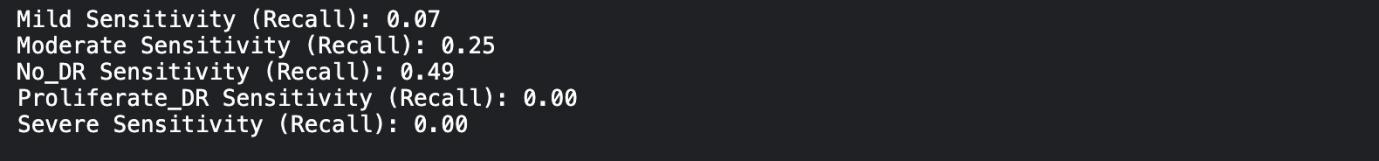 Mild Sensitivity (Recall): 0.07
Moderate Sensitivity (Recall): 0.25
No_DR Sensitivity (Recall): 0.49
Proliferate_DR Sensitivity (Recall): 0.00
Severe Sensitivity (Recall): 0.00